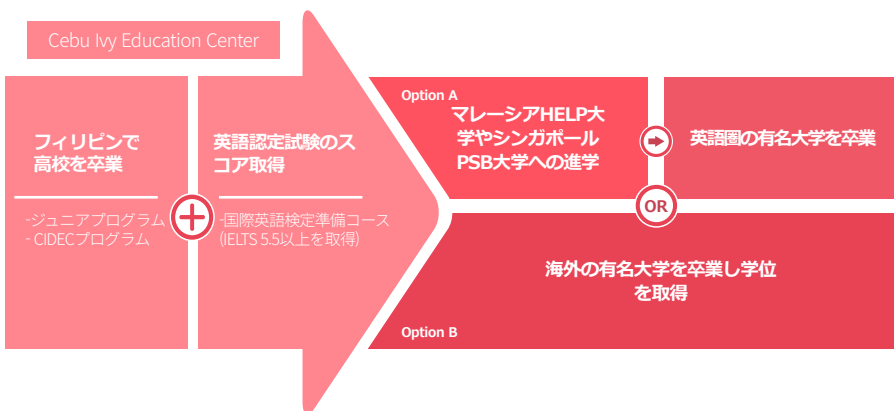 Cebu Ivy Education Center
フィリピンで
高校を卒業
-ジュニアプログラム
- CIDECプログラム
英語認定試験のス
コア取得
-国際英語検定準備コース
(IELTS 5.5以上を取得)
Option A
マレーシアHELP大
学やシンガポール
PSB大学への進学
英語圏の有名大学を卒業
OR
海外の有名大学を卒業し学位
を取得
Option B